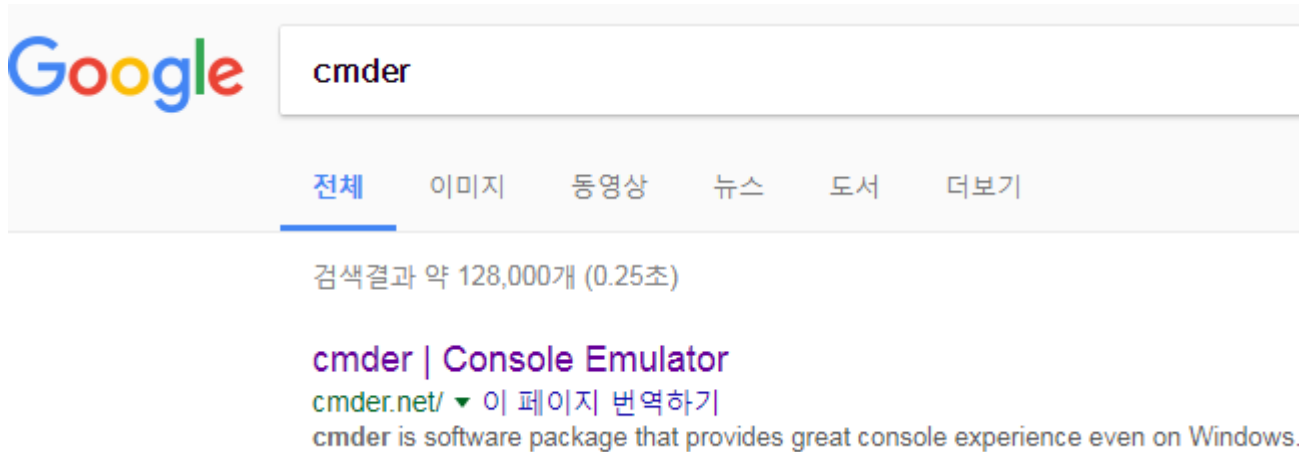 Google cmder
전체 이미지 동영상 뉴스 도서 더보기
검색결과 약 128,000개 (0.25초)
cmder | Console Emulator
cmder.net/ ▼ 이 페이지 번역하기
cmder is software package that provides great console experience even on Windows.